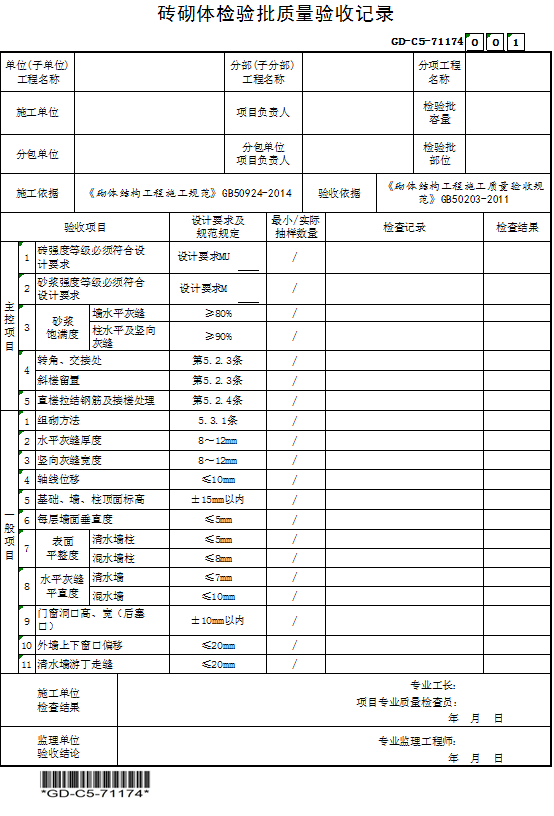 砖砌体检验批质量验收记录
GD-C5-71174 0 0 1
单位(子单位)
工程名称
分部(子分部)
工程名称
分项工程
名称
施工单位
项目负责人
检验批
容量
分包单位
分包单位
项目负责人
检验批
部位
施工依据
《砌体结构工程施工规范》GB50924-2014
验收依据
《砌体结构工程施工质量验收规
范》GB50203-2011
验收项目
设计要求及
规范规定
最小/实际
抽样数量
检查记录
检查结果
主控项目
1 砖强度等级必须符合设
计要求
设计要求MU
/
2 砂浆强度等级必须符合
设计要求
设计要求M
/
3 砂浆
饱满度
墙水平灰缝 ≥80% /
柱水平及竖向
灰缝
≥90% /
4 转角、交接处 第5.2.3条 /
斜槎留置 第5.2.3条 /
5 直槎拉结钢筋及接槎处理 第5.2.4条 /
一般项目
1 组砌方法 5.3.1条 /
2 水平灰缝厚度 8～12mm /
3 竖向灰缝宽度 8～12mm /
4 轴线位移 ≤10mm /
5 基础、墙、柱顶面标高 ±15mm以内 /
6 每层墙面垂直度 ≤5mm /
7 表面
平整度
清水墙柱 ≤5mm /
混水墙柱 ≤8mm /
8 水平灰缝
平直度
清水墙 ≤7mm /
混水墙 ≤10mm /
9 门窗洞口高、宽（后塞
口）
±10mm以内 /
10 外墙上下窗口偏移 ≤20mm /
11 清水墙游丁走缝 ≤20mm /
施工单位
检查结果
专业工长:
项目专业质量检查员:
年 月 日
监理单位
验收结论
专业监理工程师:
年 月 日
*GD-C5-71174*